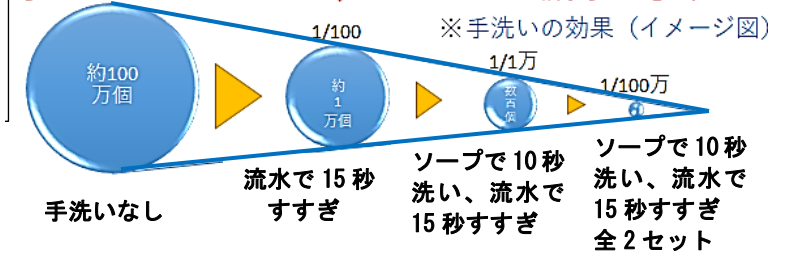 ※手洗いの効果（イメージ図）
約100
万個
手洗いなし
1/100
約
1
万個
流水で 15 秒
すすぎ
1/1万
数
百
個
ソープで 10 秒
洗い、流水で
15 秒すすぎ
1/100万
ソープで 10 秒
洗い、流水で
15 秒すすぎ
全 2 セット